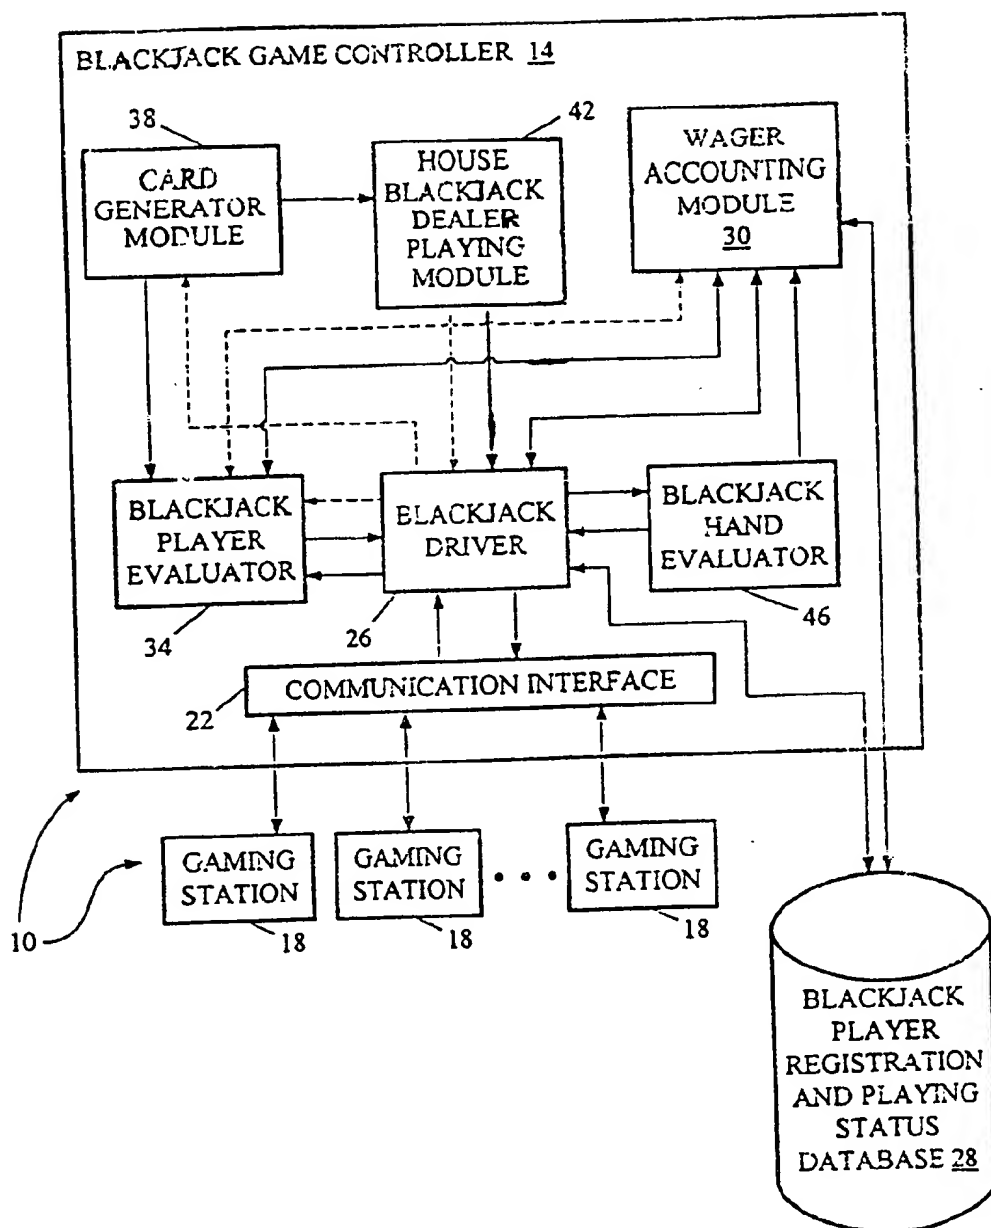 BLACKJACK GAME CONTROLLER 14
38
42
CARD
GENERATOR
MODULE
HOUSE
BLACKJACK
DEALER
PLAYING
MODULE
WAGER
ACCOUNTING
MODULE
30
BLACKJACK
PLAYER
EVALUATOR
BLACKJACK
DRIVER
BLACKJACK
HAND
EVALUATOR
34
26
46
22
COMMUNICATION INTERFACE
GAMING
STATION
GAMING
STATION
GAMING
STATION
10
18
18
18
BLACKJACK
PLAYER
REGISTRATION
AND PLAYING
STATUS
DATABASE 28